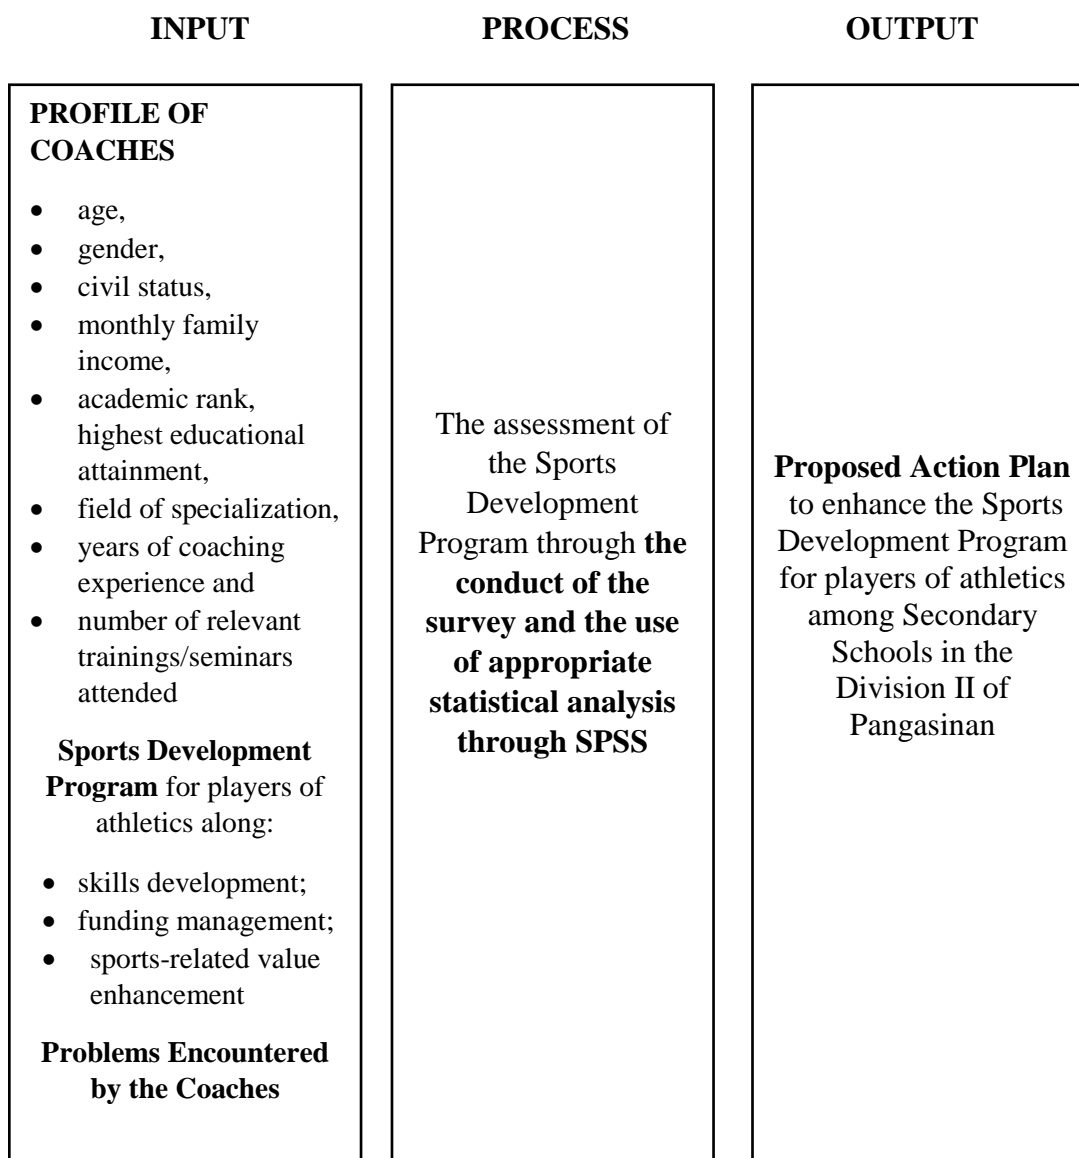 INPUT
PROCESS
OUTPUT
PROFILE OF
COACHES
• age,
• gender,
• civil status,
• monthly family
income,
• academic rank,
highest educational
attainment,
• field of specialization,
• years of coaching
experience and
• number of relevant
trainings/seminars
attended
Sports Development
Program for players of
athletics along:
• skills development;
• funding management;
• sports-related value
enhancement
Problems Encountered
by the Coaches
The assessment of
the Sports
Development
Program through the
conduct of the
survey and the use
of appropriate
statistical analysis
through SPSS
Proposed Action Plan
to enhance the Sports
Development Program
for players of athletics
among Secondary
Schools in the
Division II of
Pangasinan